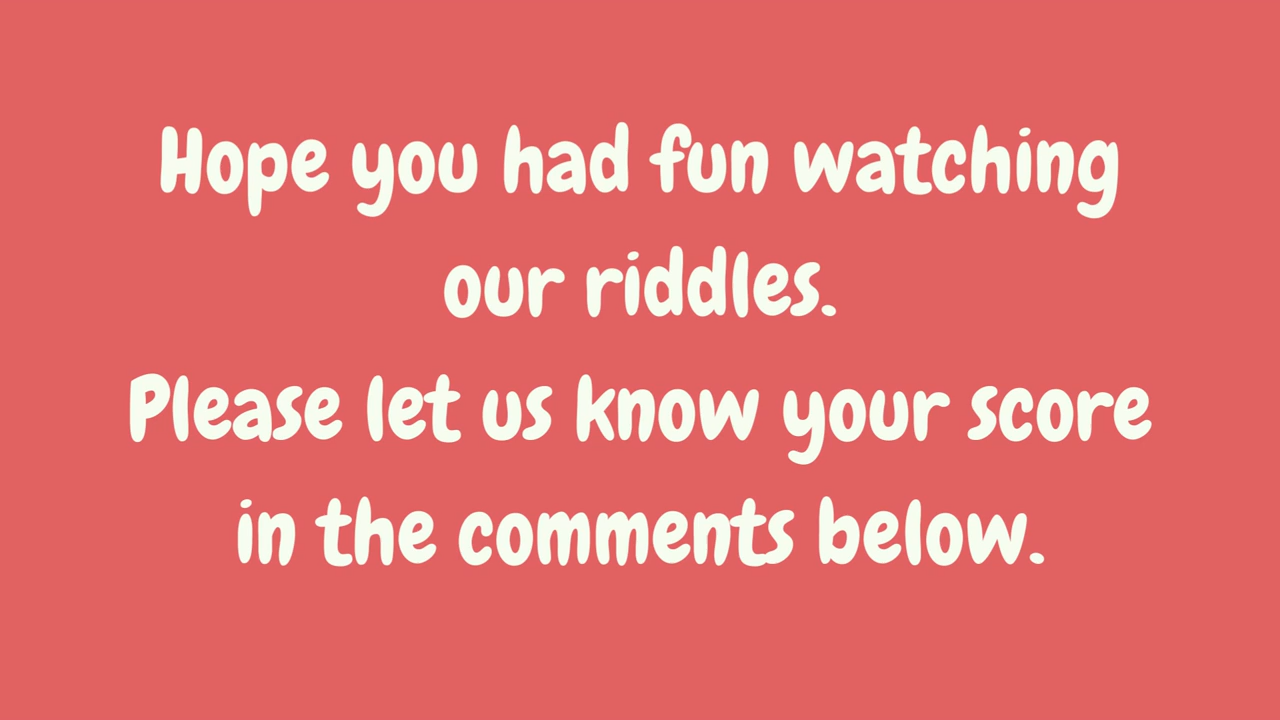 Hope you had fun watching
our riddles.
Please let us know your score
in the comments below.